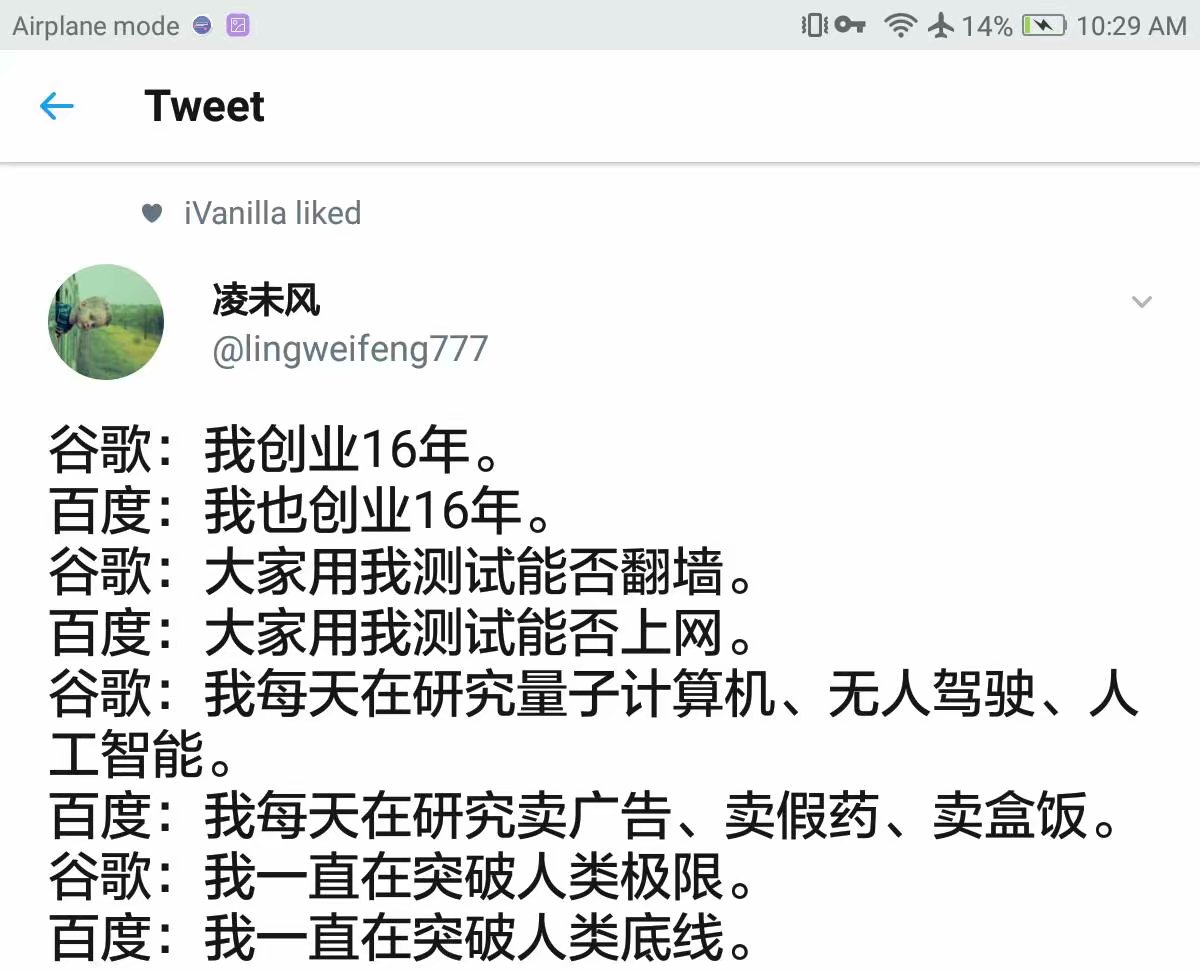 Airplane mode 14% 10:29 AM
Tweet
iVanilla liked
凌未风
@lingweifeng777
谷歌：我创业16年。
百度：我也创业16年。
谷歌：大家用我测试能否翻墙。
百度：大家用我测试能否上网。
谷歌：我每天在研究量子计算机、无人驾驶、人
工智能。
百度：我每天在研究卖广告、卖假药、卖盒饭。
谷歌：我一直在突破人类极限。
百度：我一直在突破人类底线。